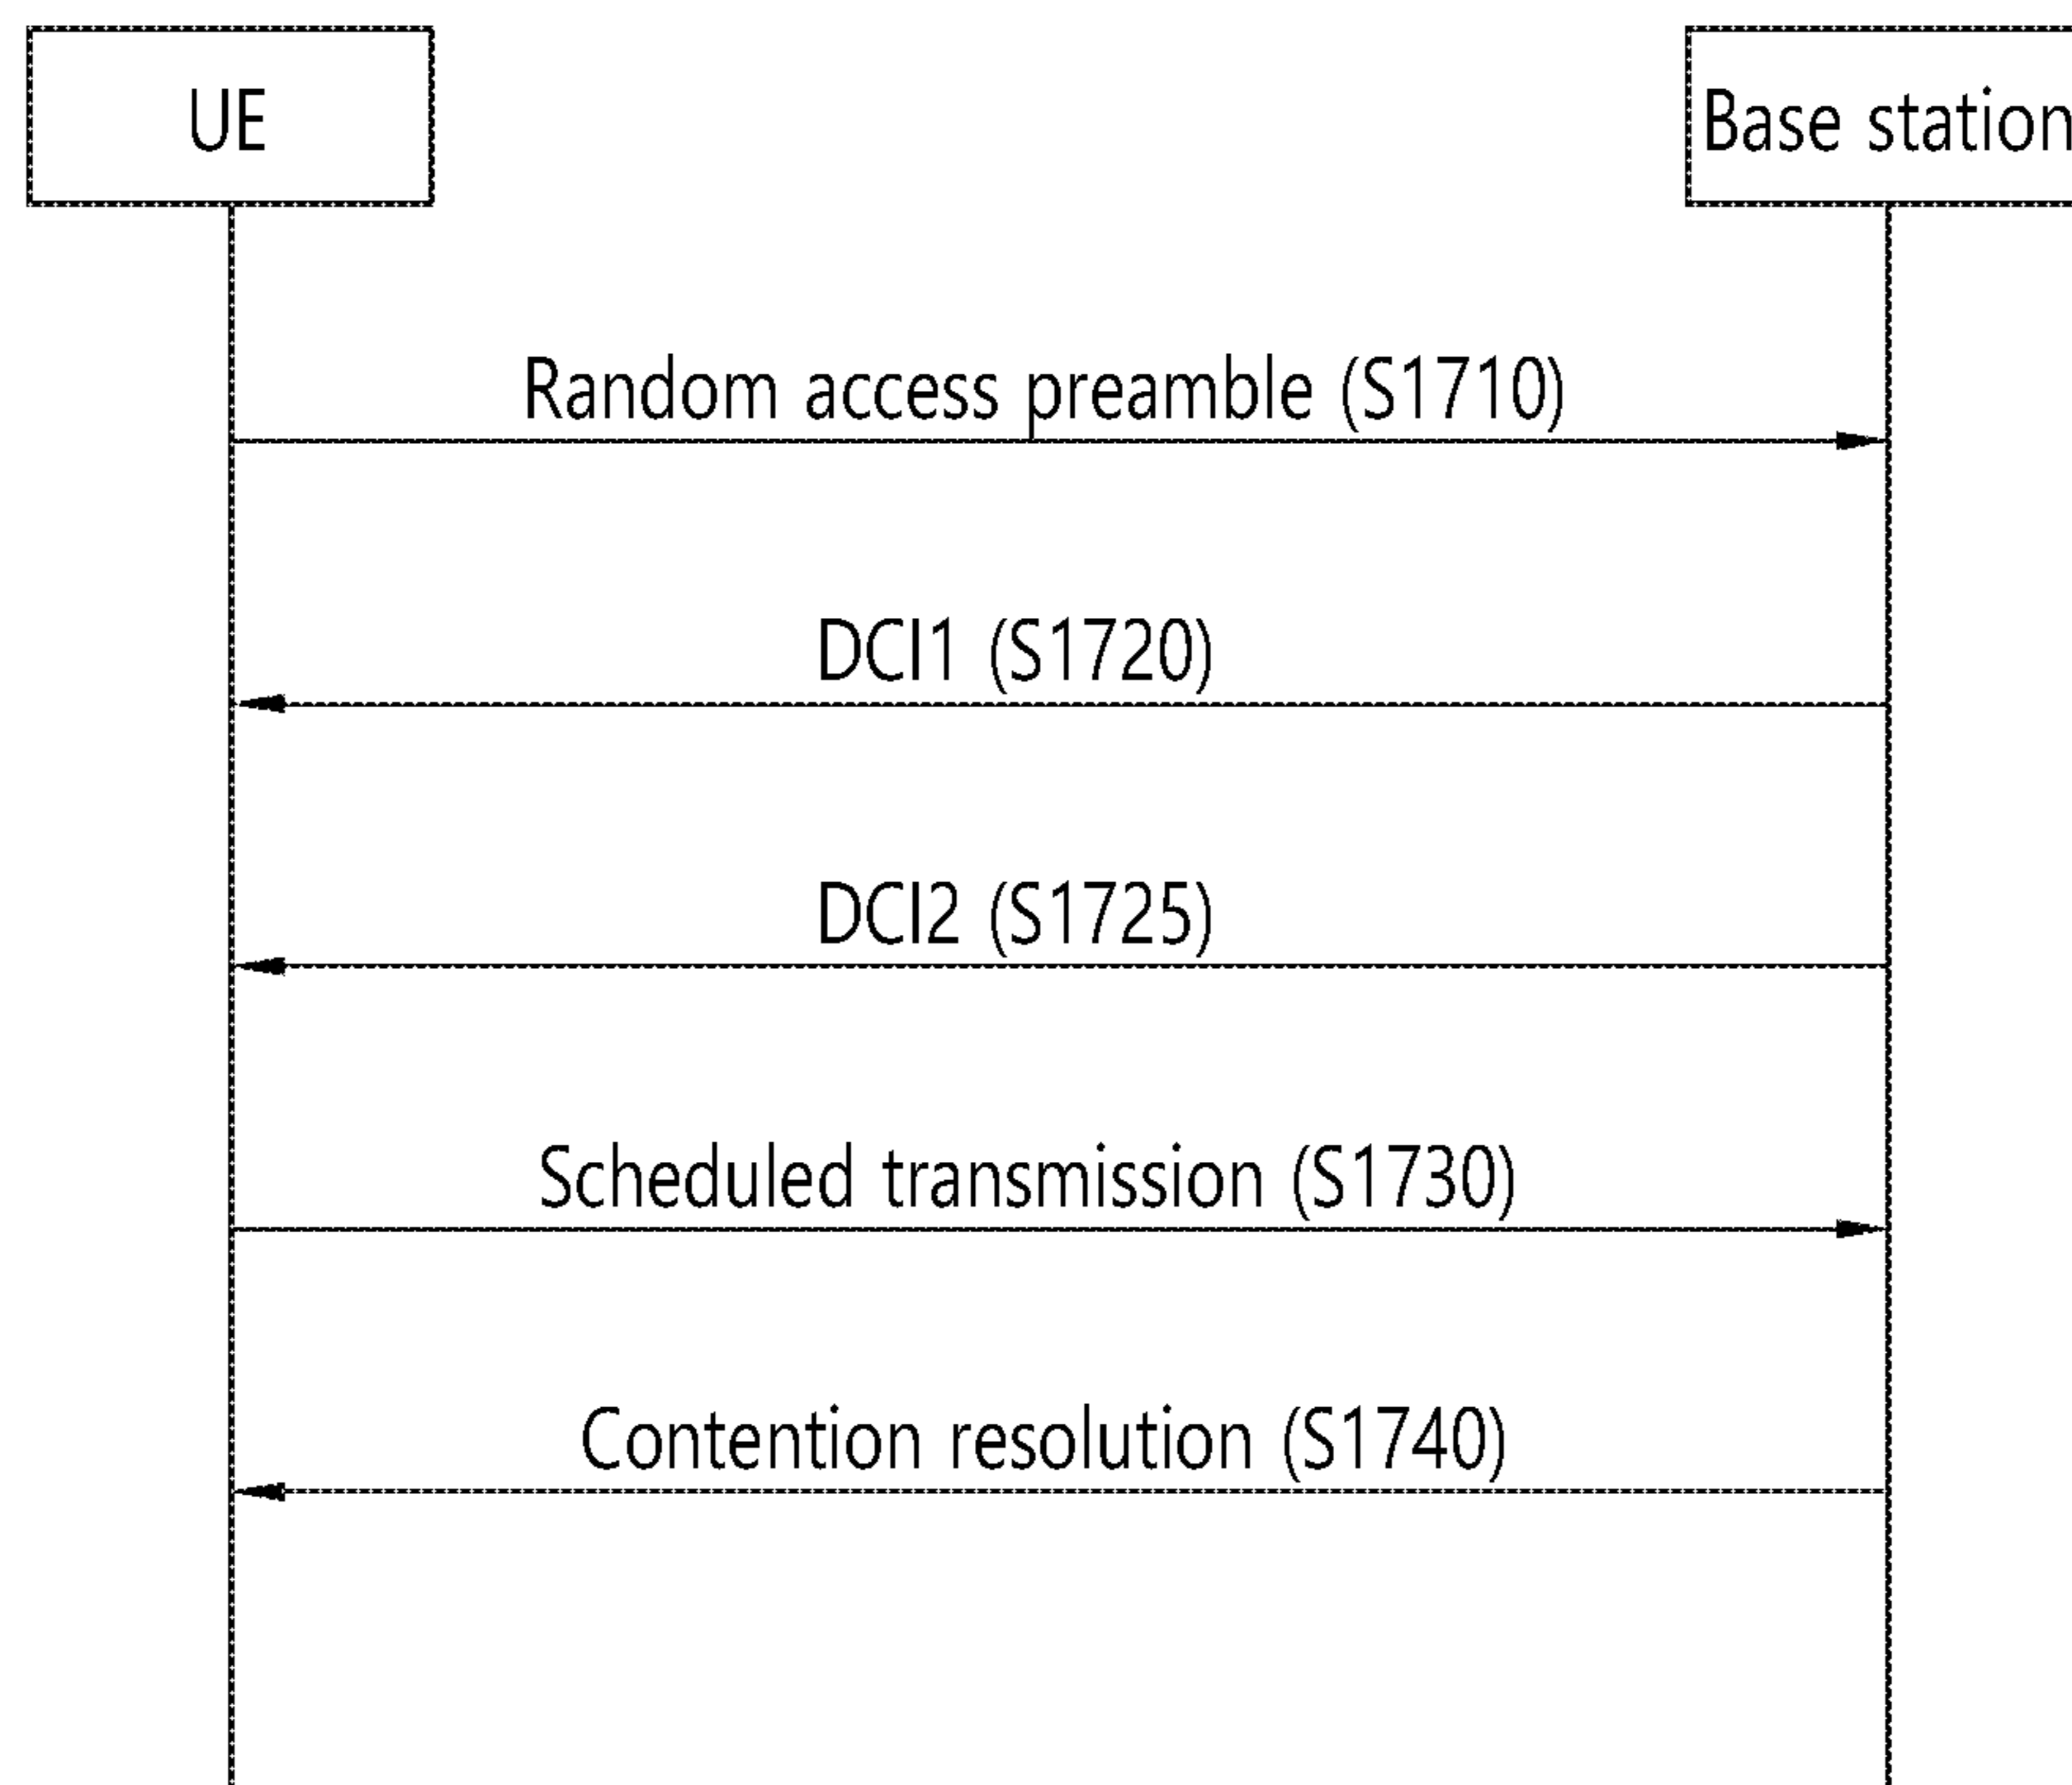 UE
Base station
Random access preamble (S1710)
DCI1 (S1720)
DCI2 (S1725)
Scheduled transmission (S1730)
Contention resolution (S1740)